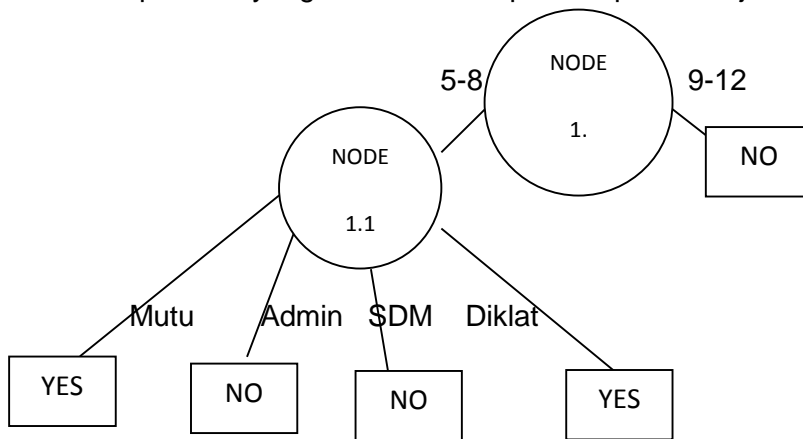 5-8
NODE
1.
9-12
NO
NODE
1.1
Mutu
Admin
SDM
Diklat
YES
NO
NO
YES